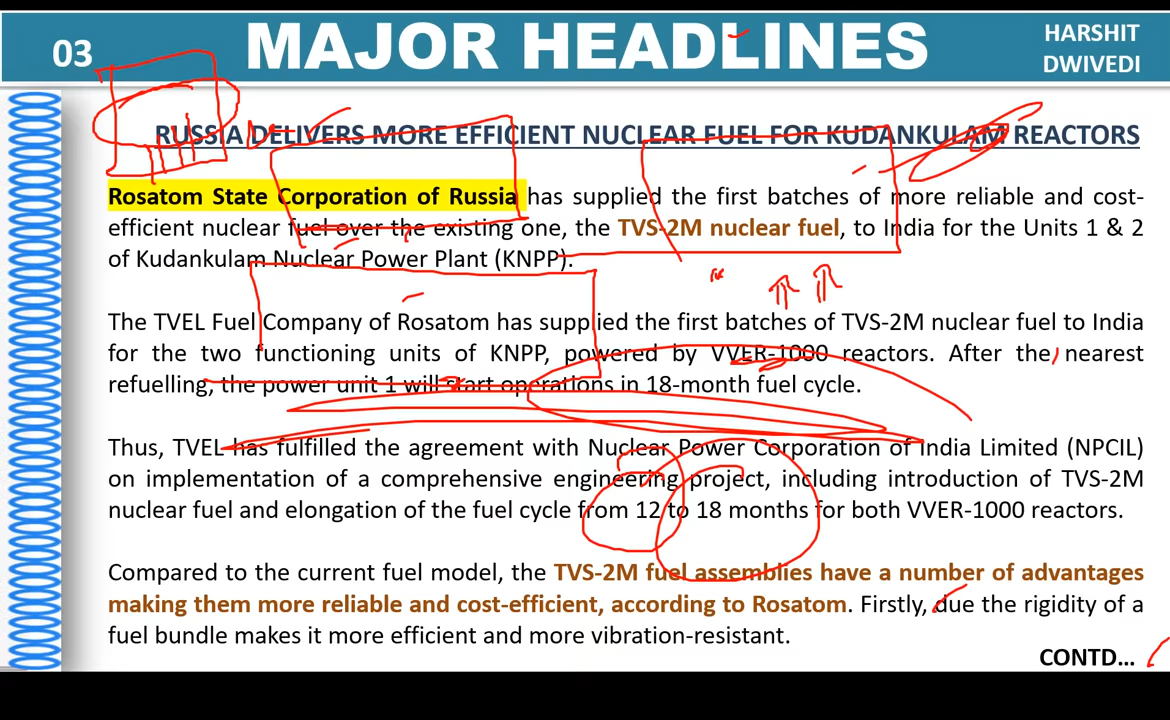 03
MAJOR HEADLINES
HARSHIT
DWIVEDI
RUSSIA DELIVERS MORE EFFICIENT NUCLEAR FUEL FOR KUDANKULAM REACTORS
Rosatom State Corporation of Russia has supplied the first batches of more reliable and cost-
efficient nuclear fuel over the existing one, the TVS-2M nuclear fuel, to India for the Units 1 & 2
of Kudankulam Nuclear Power Plant (KNPP).
The TVEL Fuel Company of Rosatom has supplied the first batches of TVS-2M nuclear fuel to India
for the two functioning units of KNPP, powered by VVER-1000 reactors. After the nearest
refuelling, the power unit 1 will start operations in 18-month fuel cycle.
Thus, TVEL has fulfilled the agreement with Nuclear Power Corporation of India Limited (NPCIL)
on implementation of a comprehensive engineering project, including introduction of TVS-2M
nuclear fuel and elongation of the fuel cycle from 12 to 18 months for both VVER-1000 reactors.
Compared to the current fuel model, the TVS-2M fuel assemblies have a number of advantages
making them more reliable and cost-efficient, according to Rosatom. Firstly, due the rigidity of a
fuel bundle makes it more efficient and more vibration-resistant.
CONTD...